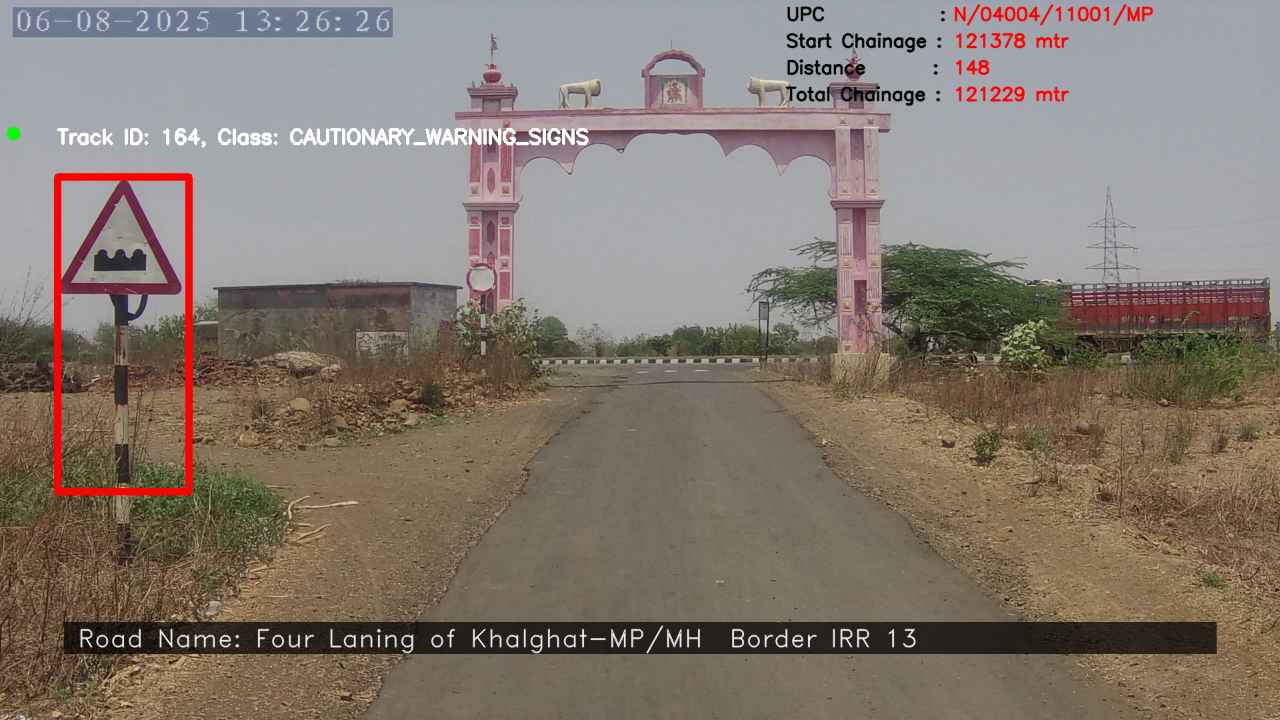 06-08-2025 13:26:26
UPC : N/04004/11001/MP
Start Chainage : 121378 mtr
Distance : 148
Total Chainage : 121229 mtr
Track ID: 164, Class: CAUTIONARY_WARNING_SIGNS
Road Name: Four Laning of Khalghat-MP/MH Border IRR 13